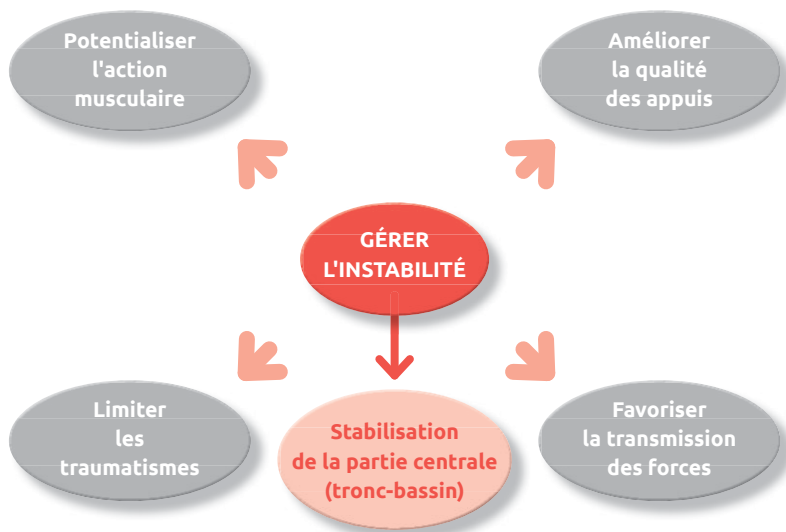 Potentialiser
l'action
musculaire
Améliorer
la qualité
des appuis
GÉRER
L'INSTABILITÉ
Limiter
les
traumatismes
Stabilisation
de la partie centrale
(tronc-bassin)
Favoriser
la transmission
des forces